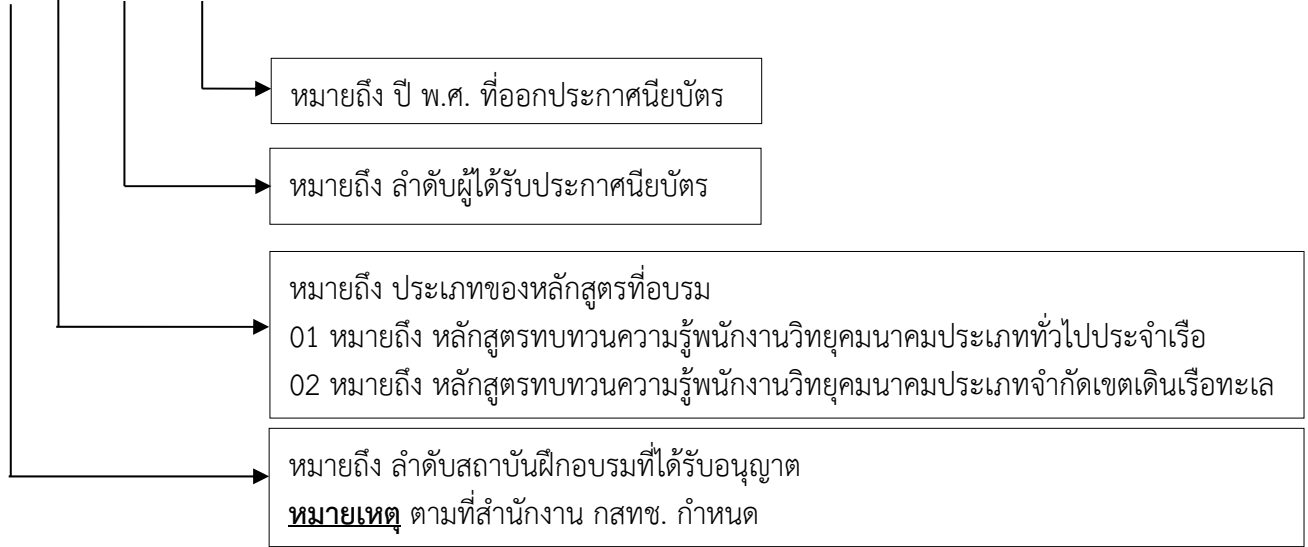 หมายถึง ปี พ.ศ. ที่ออกประกาศนียบัตร
หมายถึง ลำดับผู้ได้รับประกาศนียบัตร
หมายถึง ประเภทของหลักสูตรที่อบรม
01 หมายถึง หลักสูตรทบทวนความรู้พนักงานวิทยุคมนาคมประเภททั่วไปประจำเรือ
02 หมายถึง หลักสูตรทบทวนความรู้พนักงานวิทยุคมนาคมประเภทจำกัดเขตเดินเรือทะเล
หมายถึง ลำดับสถาบันฝึกอบรมที่ได้รับอนุญาต
หมายเหตุ ตามที่สำนักงาน กสทช. กำหนด